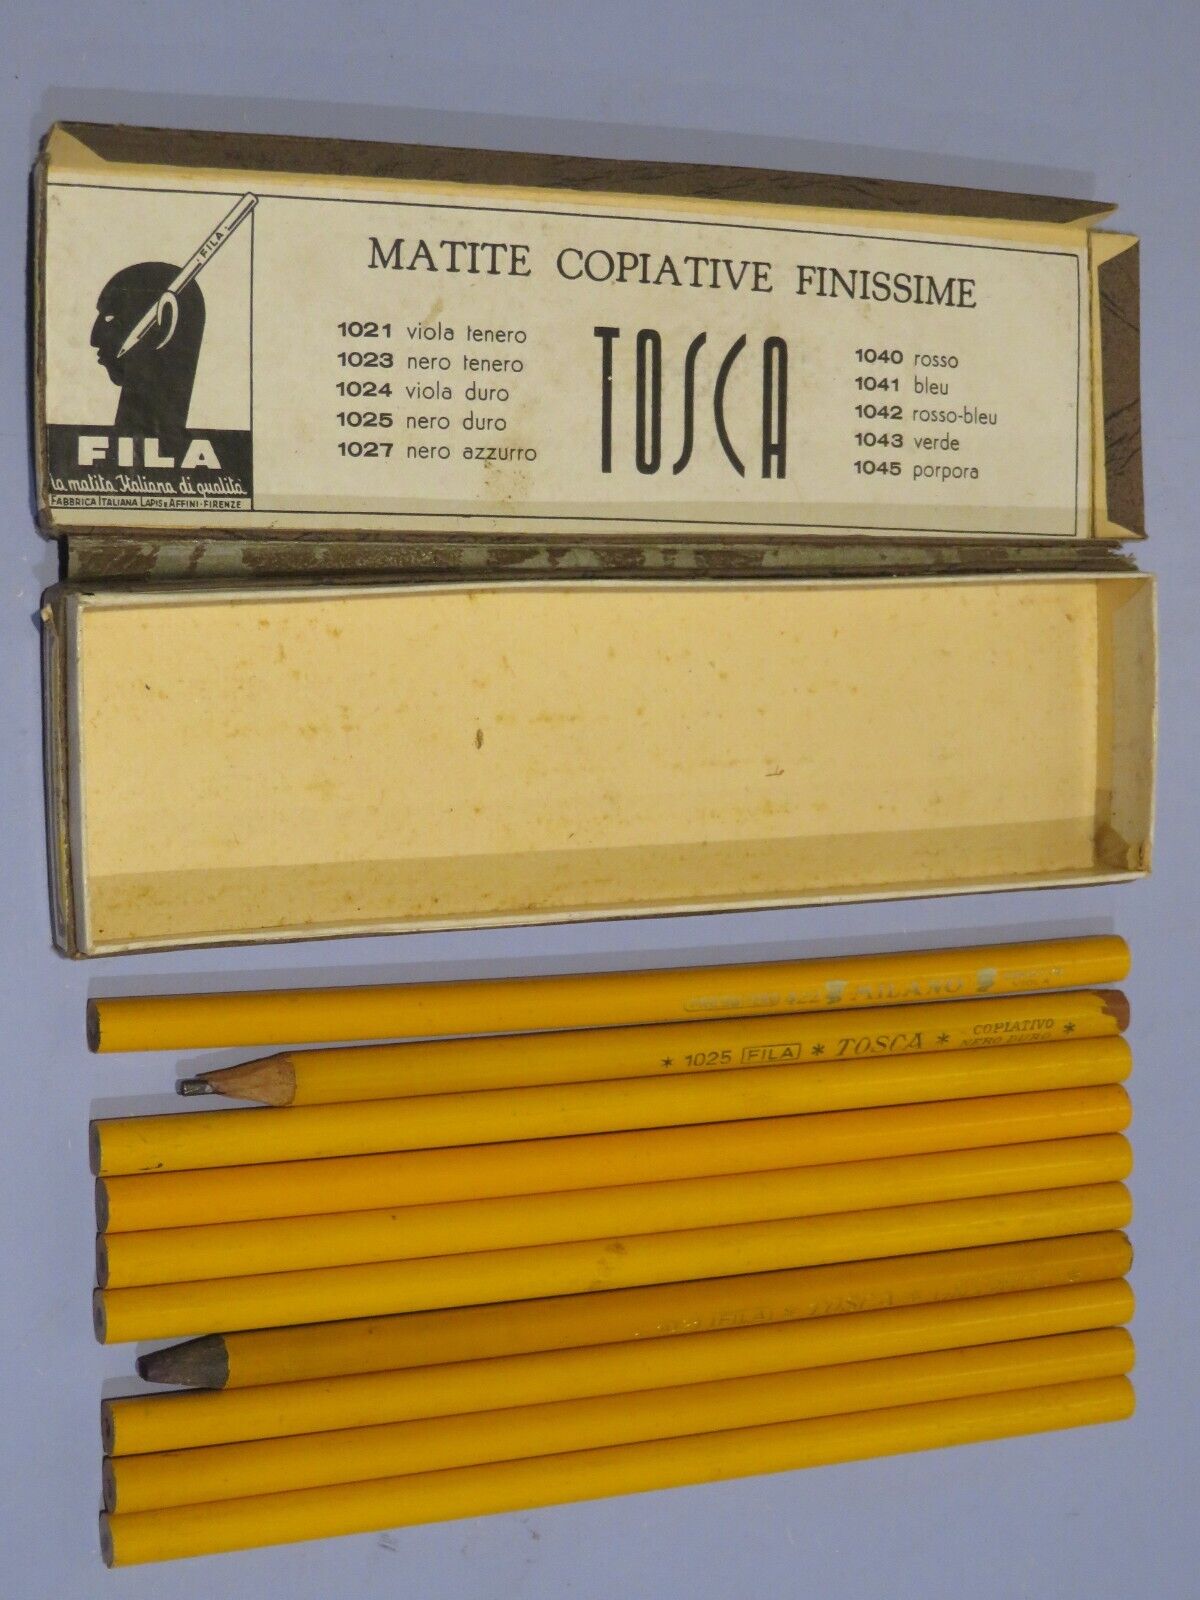 FILA
MATITE COPIATIVE FINISSIME
1021 viola tenero
1023 nero tenero
1024 viola duro
1025 nero duro
1027 nero azzurro
TOSCA
1040 rosso
1041 bleu
1042 rosso-bleu
1043 verde
1045 porpora
FILA
la matita Italiana di qualità
FABBRICA ITALIANA LAPIS E AFFINI - FIRENZE
422 MILANO
* 1025 FILA * TOSCA * COPIATIVO
NERO DURO *
FILA * TOSCA *